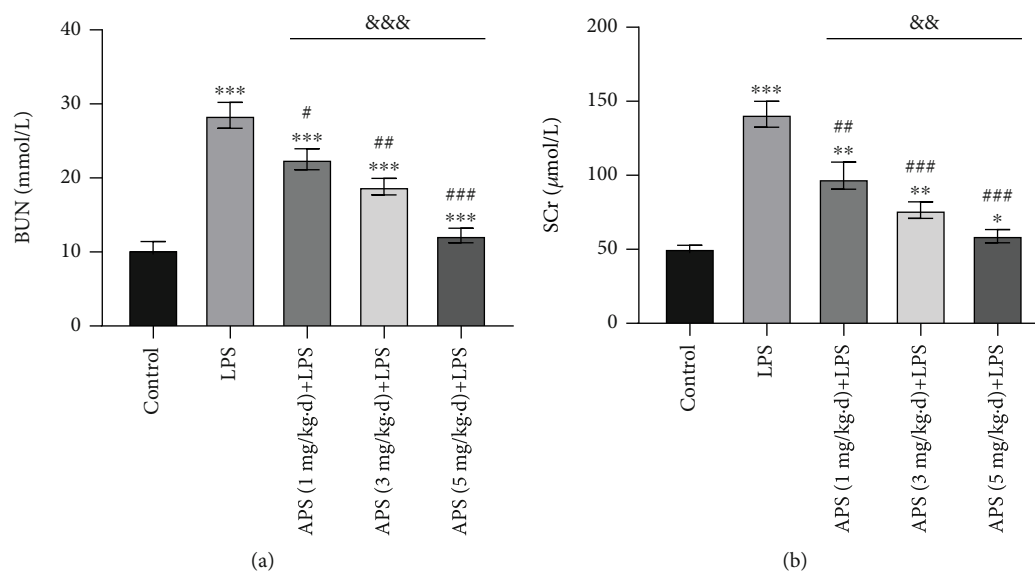 &&&
40
30
20
10
0
BUN (mmol/L)
***
#
***
##
***
###
***
Control
LPS
APS (1 mg/kg·d)+LPS
APS (3 mg/kg·d)+LPS
APS (5 mg/kg·d)+LPS
(a)
&&
200
150
100
50
0
SCr (μmol/L)
***
##
**
###
**
###
*
Control
LPS
APS (1 mg/kg·d)+LPS
APS (3 mg/kg·d)+LPS
APS (5 mg/kg·d)+LPS
(b)